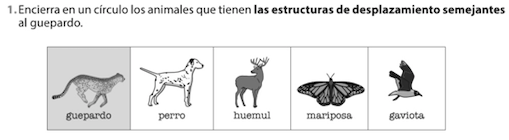 1. Encierra en un círculo los animales que tienen las estructuras de desplazamiento semejantes
al guepardo.
guepardo perro huemul mariposa gaviota